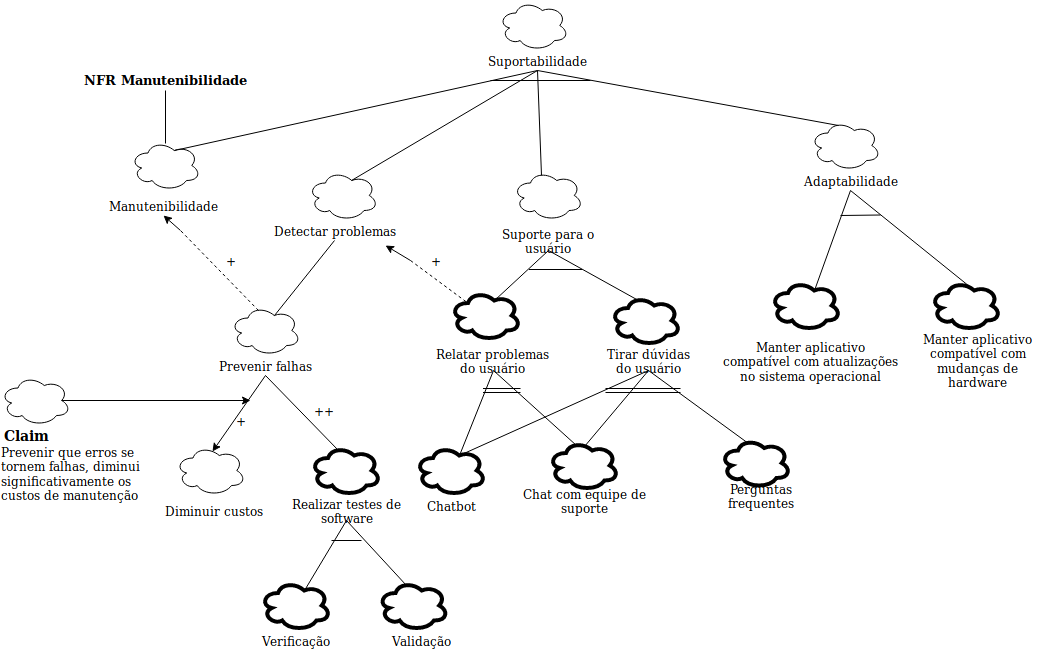 Suportabilidade
NFR Manutenibilidade
Manutenibilidade
Detectar problemas
Suporte para o
usuário
Adaptabilidade
+
+
Prevenir falhas
Relatar problemas
do usuário
Tirar dúvidas
do usuário
Manter aplicativo
compatível com atualizações
no sistema operacional
Manter aplicativo
compatível com
mudanças de
hardware
Claim
Prevenir que erros se
tornem falhas, diminui
significativamente os
custos de manutenção
+
++
Diminuir custos
Realizar testes de
software
Chatbot
Chat com equipe de
suporte
Perguntas
frequentes
Verificação
Validação